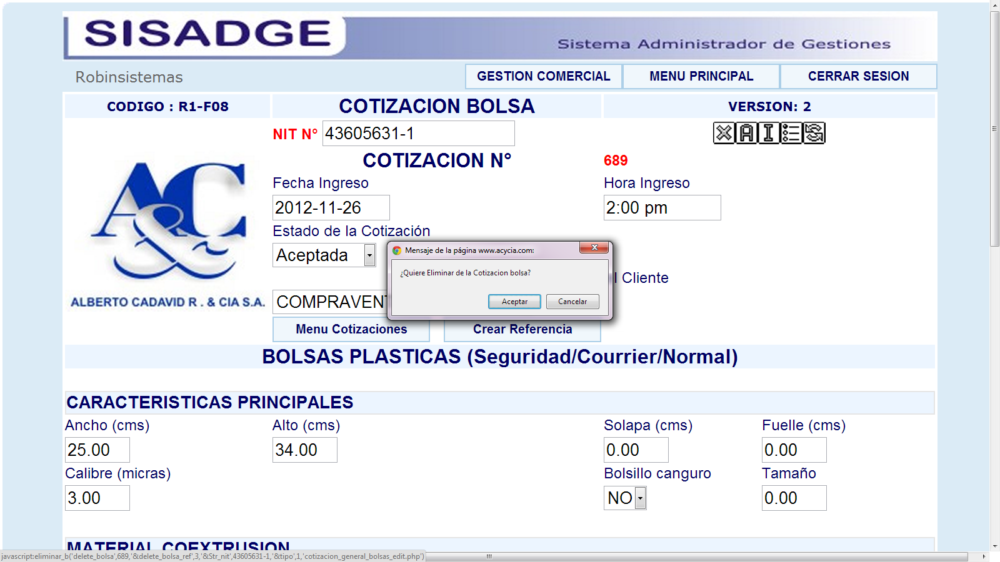 SISADGE
Sistema Administrador de Gestiones
Robinsistemas
GESTION COMERCIAL
MENU PRINCIPAL
CERRAR SESION
CODIGO : R1-F08
COTIZACION BOLSA
VERSION: 2
NIT N° 43605631-1
X A I
COTIZACION N° 689
Fecha Ingreso
Hora Ingreso
2012-11-26
2:00 pm
Estado de la Cotización
Aceptada
A&C
ALBERTO CADAVID R . & CIA S.A.
Mensaje de la página www.acycia.com:
¿Quiere Eliminar de la Cotizacion bolsa?
Aceptar
Cancelar
l Cliente
COMPRAVENT
Menu Cotizaciones
Crear Referencia
BOLSAS PLASTICAS (Seguridad/Courrier/Normal)
CARACTERISTICAS PRINCIPALES
Ancho (cms)
Alto (cms)
Solapa (cms)
Fuelle (cms)
25.00
34.00
0.00
0.00
Calibre (micras)
Bolsillo canguro
Tamaño
3.00
NO
0.00
MATERIAL COEXTRUSION
javascript:eliminar_b('delete_bolsa',689,'&delete_bolsa_ref',3,'&Str_nit',43605631-1,'&tipo',1,'cotizacion_general_bolsas_edit.php')